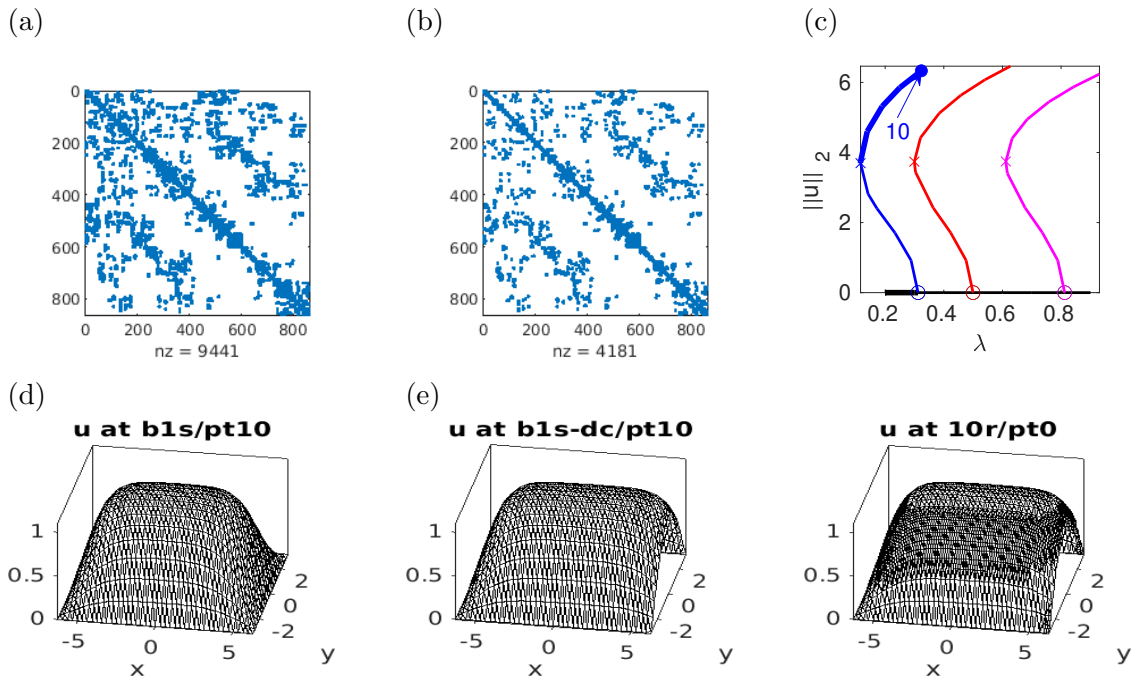 (a)
(b)
(c)
0
200
400
600
800
0 200 400 600 800
nz = 9441
0
200
400
600
800
0 200 400 600 800
nz = 4181
6
4
2
0
||u||₂
10
0.2 0.4 0.6 0.8
λ
(d)
(e)
u at b1s/pt10
1
0.5
0
-5 0 5
x
-2 0 2
y
u at b1s-dc/pt10
1
0.5
0
-5 0 5
x
-2 0 2
y
u at 10r/pt0
1
0.5
0
-5 0 5
x
-2 0 2
y